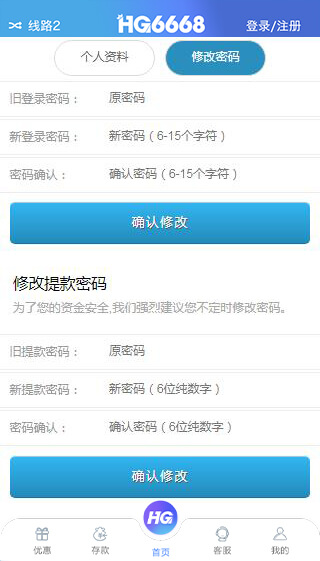 线路2
HG6668
登录/注册
个人资料
修改密码
旧登录密码：
原密码
新登录密码：
新密码（6-15个字符）
密码确认：
确认密码（6-15个字符）
确认修改
修改提款密码
为了您的资金安全,我们强烈建议您不定时修改密码。
旧提款密码：
原密码
新提款密码：
新密码（6位纯数字）
密码确认：
确认密码（6位纯数字）
确认修改
HG
优惠
存款
首页
客服
我的